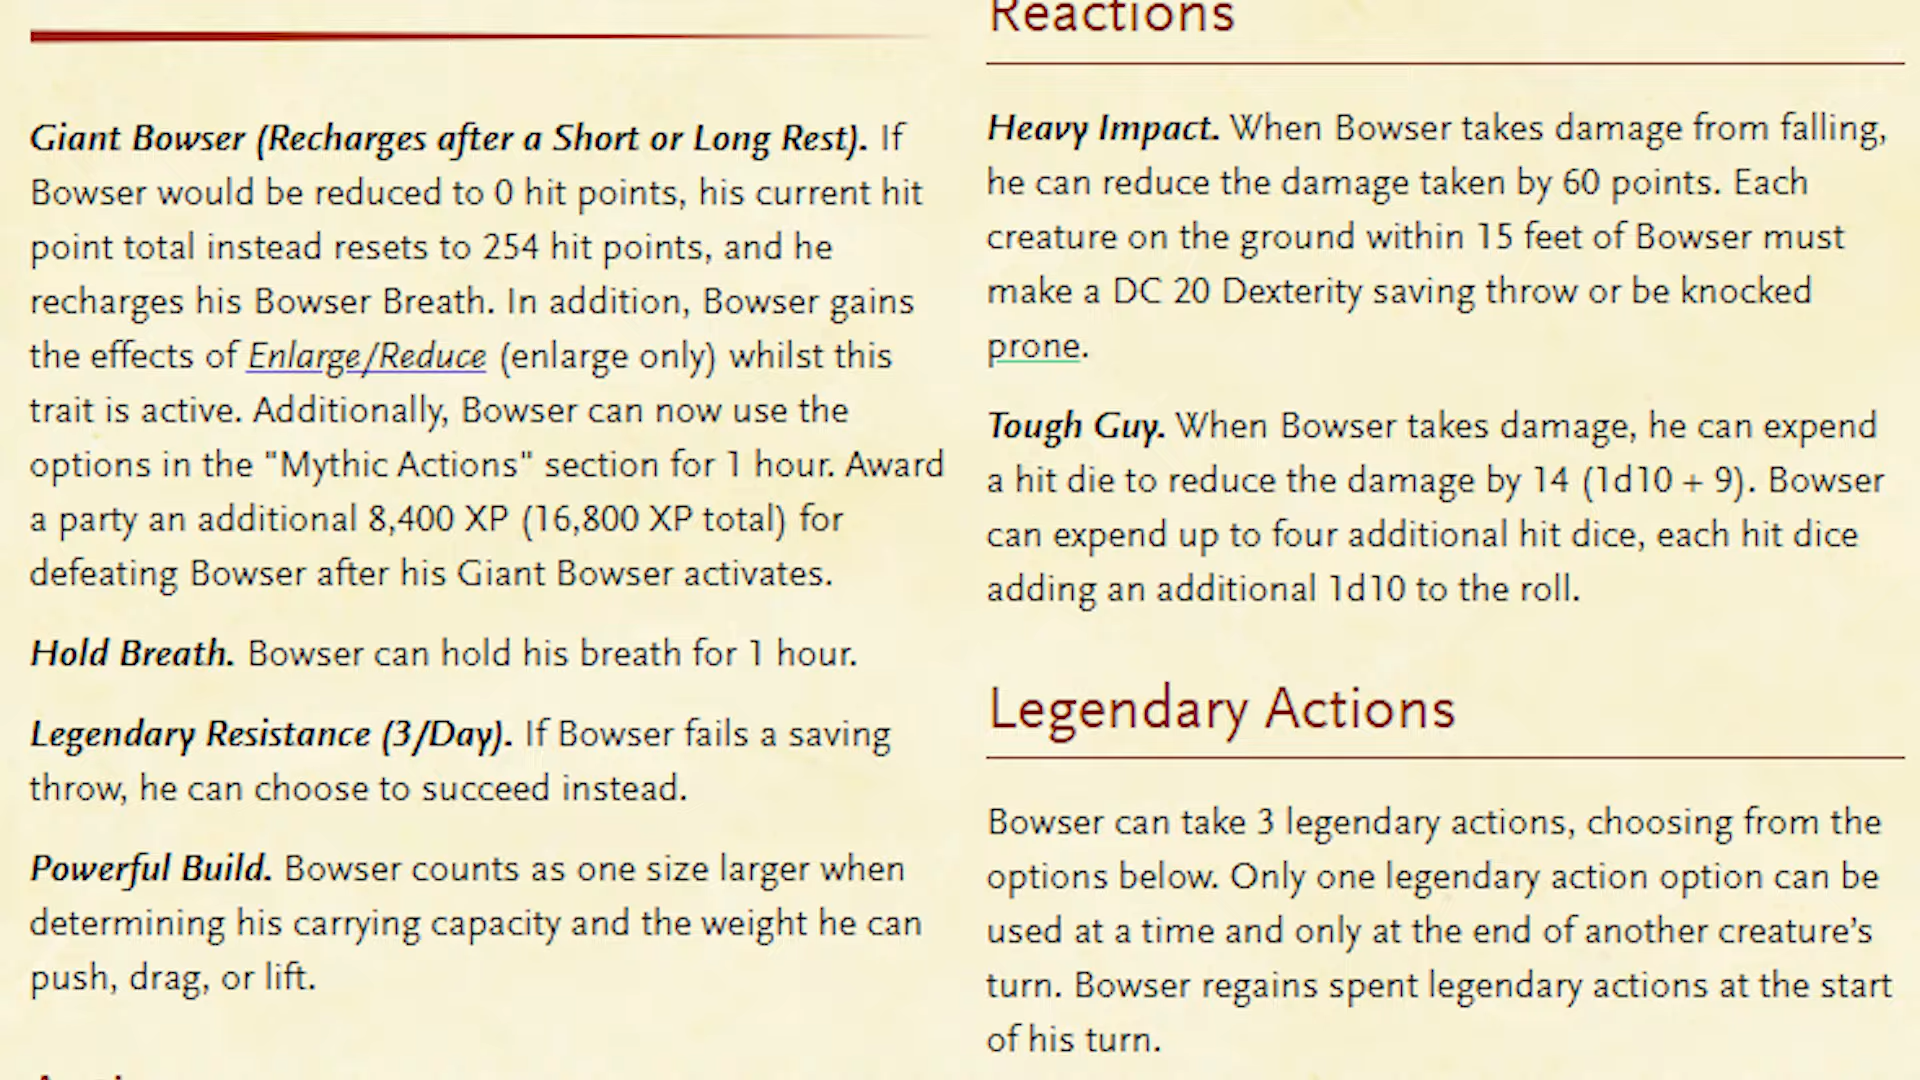 Giant Bowser (Recharges after a Short or Long Rest). If
Bowser would be reduced to 0 hit points, his current hit
point total instead resets to 254 hit points, and he
recharges his Bowser Breath. In addition, Bowser gains
the effects of Enlarge/Reduce (enlarge only) whilst this
trait is active. Additionally, Bowser can now use the
options in the "Mythic Actions" section for 1 hour. Award
a party an additional 8,400 XP (16,800 XP total) for
defeating Bowser after his Giant Bowser activates.
Hold Breath. Bowser can hold his breath for 1 hour.
Legendary Resistance (3/Day). If Bowser fails a saving
throw, he can choose to succeed instead.
Powerful Build. Bowser counts as one size larger when
determining his carrying capacity and the weight he can
push, drag, or lift.
Reactions
Heavy Impact. When Bowser takes damage from falling,
he can reduce the damage taken by 60 points. Each
creature on the ground within 15 feet of Bowser must
make a DC 20 Dexterity saving throw or be knocked
prone.
Tough Guy. When Bowser takes damage, he can expend
a hit die to reduce the damage by 14 (1d10 + 9). Bowser
can expend up to four additional hit dice, each hit dice
adding an additional 1d10 to the roll.
Legendary Actions
Bowser can take 3 legendary actions, choosing from the
options below. Only one legendary action option can be
used at a time and only at the end of another creature’s
turn. Bowser regains spent legendary actions at the start
of his turn.